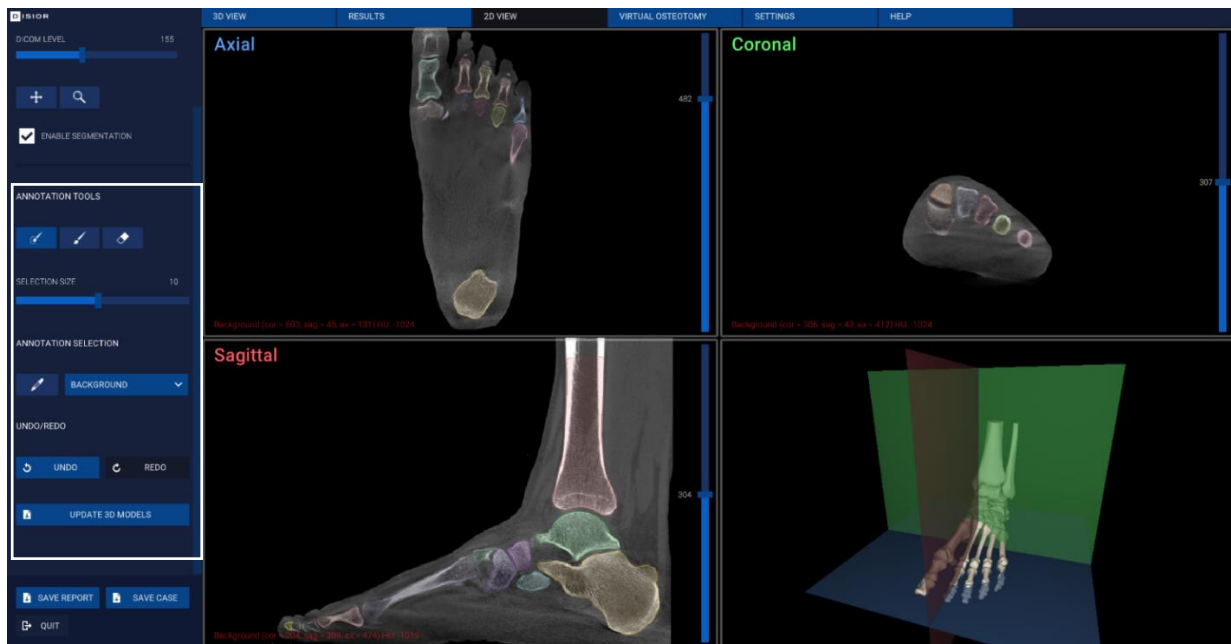 DISIOR
3D VIEW
RESULTS
2D VIEW
VIRTUAL OSTEOTOMY
SETTINGS
HELP
DICOM LEVEL 155
ENABLE SEGMENTATION
ANNOTATION TOOLS
SELECTION SIZE 10
ANNOTATION SELECTION
BACKGROUND
UNDO/REDO
UNDO
REDO
UPDATE 3D MODELS
SAVE REPORT
SAVE CASE
QUIT
Axial
482
Coronal
307
Sagittal
304